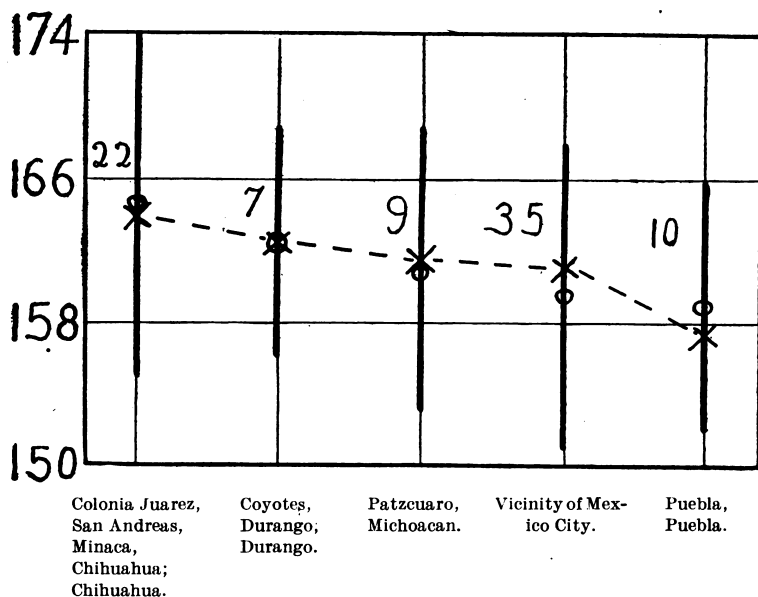 174
22
166
7
9
35
10
158
150
Colonia Juarez,
San Andreas,
Minaca,
Chihuahua;
Chihuahua.
Coyotes,
Durango;
Durango.
Patzcuaro,
Michoacan.
Vicinity of Mex-
ico City.
Puebla,
Puebla.